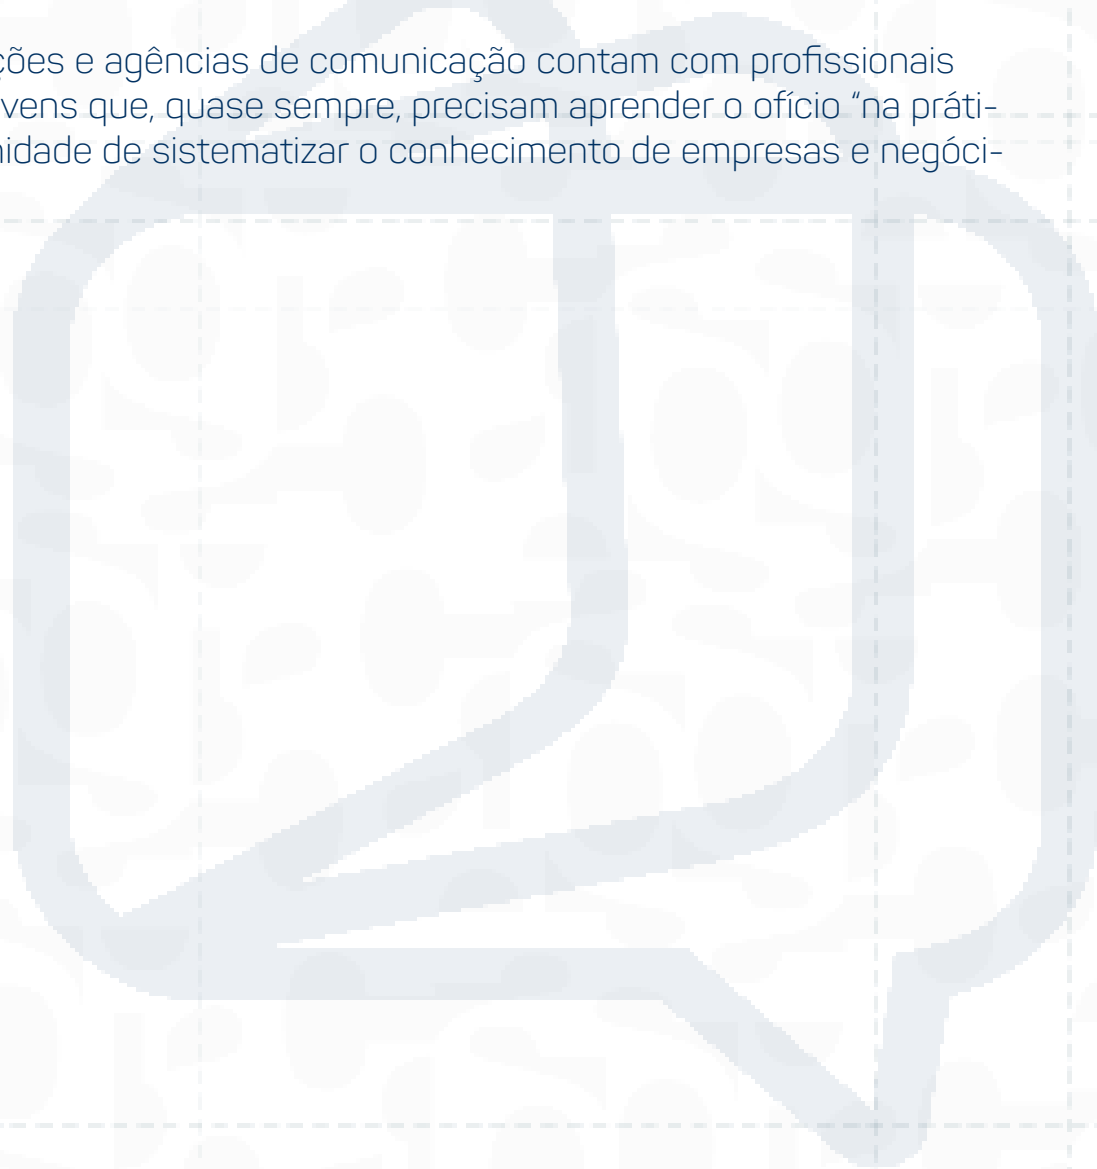 ções e agências de comunicação contam com profissionais
vens que, quase sempre, precisam aprender o ofício “na práti-
nidade de sistematizar o conhecimento de empresas e negóci-